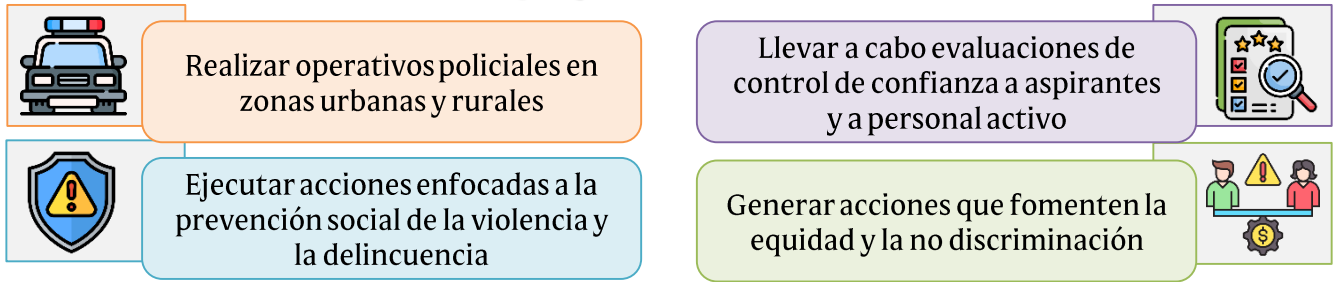 Realizar operativos policiales en
zonas urbanas y rurales
Llevar a cabo evaluaciones de
control de confianza a aspirantes
y a personal activo
Ejecutar acciones enfocadas a la
prevención social de la violencia y
la delincuencia
Generar acciones que fomenten la
equidad y la no discriminación